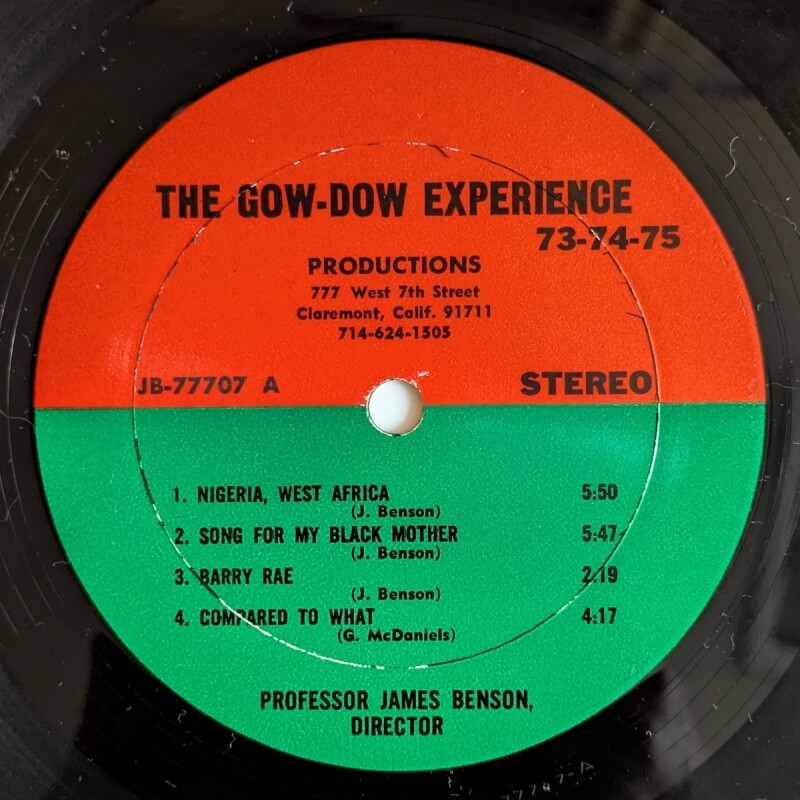 THE GOW-DOW EXPERIENCE
73-74-75
PRODUCTIONS
777 West 7th Street
Claremont, Calif. 91711
714-624-1505
JB-77707 A STEREO
1. NIGERIA, WEST AFRICA 5:50
(J. Benson)
2. SONG FOR MY BLACK MOTHER 5:47
(J. Benson)
3. BARRY RAE 2:19
(J. Benson)
4. COMPARED TO WHAT 4:17
(G. McDaniels)
PROFESSOR JAMES BENSON,
DIRECTOR